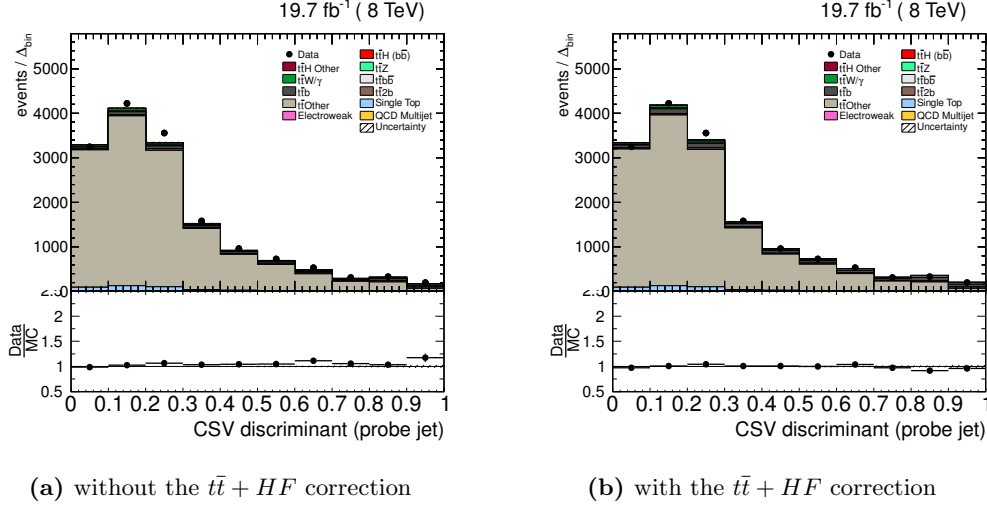 19.7 fb⁻¹ ( 8 TeV)
events / Δbin
5000
4000
3000
2000
1000
0
Data
tt̄H (bb̄)
tt̄H Other
tt̄Z
tt̄W/γ
tt̄bb̄
tt̄b
tt̄2b
tt̄Other
Single Top
Electroweak
QCD Multijet
Uncertainty
Data
MC
2.5
2
1.5
1
0.5
0 0.1 0.2 0.3 0.4 0.5 0.6 0.7 0.8 0.9 1
CSV discriminant (probe jet)
(a) without the tt̄ + HF correction
19.7 fb⁻¹ ( 8 TeV)
events / Δbin
5000
4000
3000
2000
1000
0
Data
tt̄H (bb̄)
tt̄H Other
tt̄Z
tt̄W/γ
tt̄bb̄
tt̄b
tt̄2b
tt̄Other
Single Top
Electroweak
QCD Multijet
Uncertainty
Data
MC
2.5
2
1.5
1
0.5
0 0.1 0.2 0.3 0.4 0.5 0.6 0.7 0.8 0.9 1
CSV discriminant (probe jet)
(b) with the tt̄ + HF correction